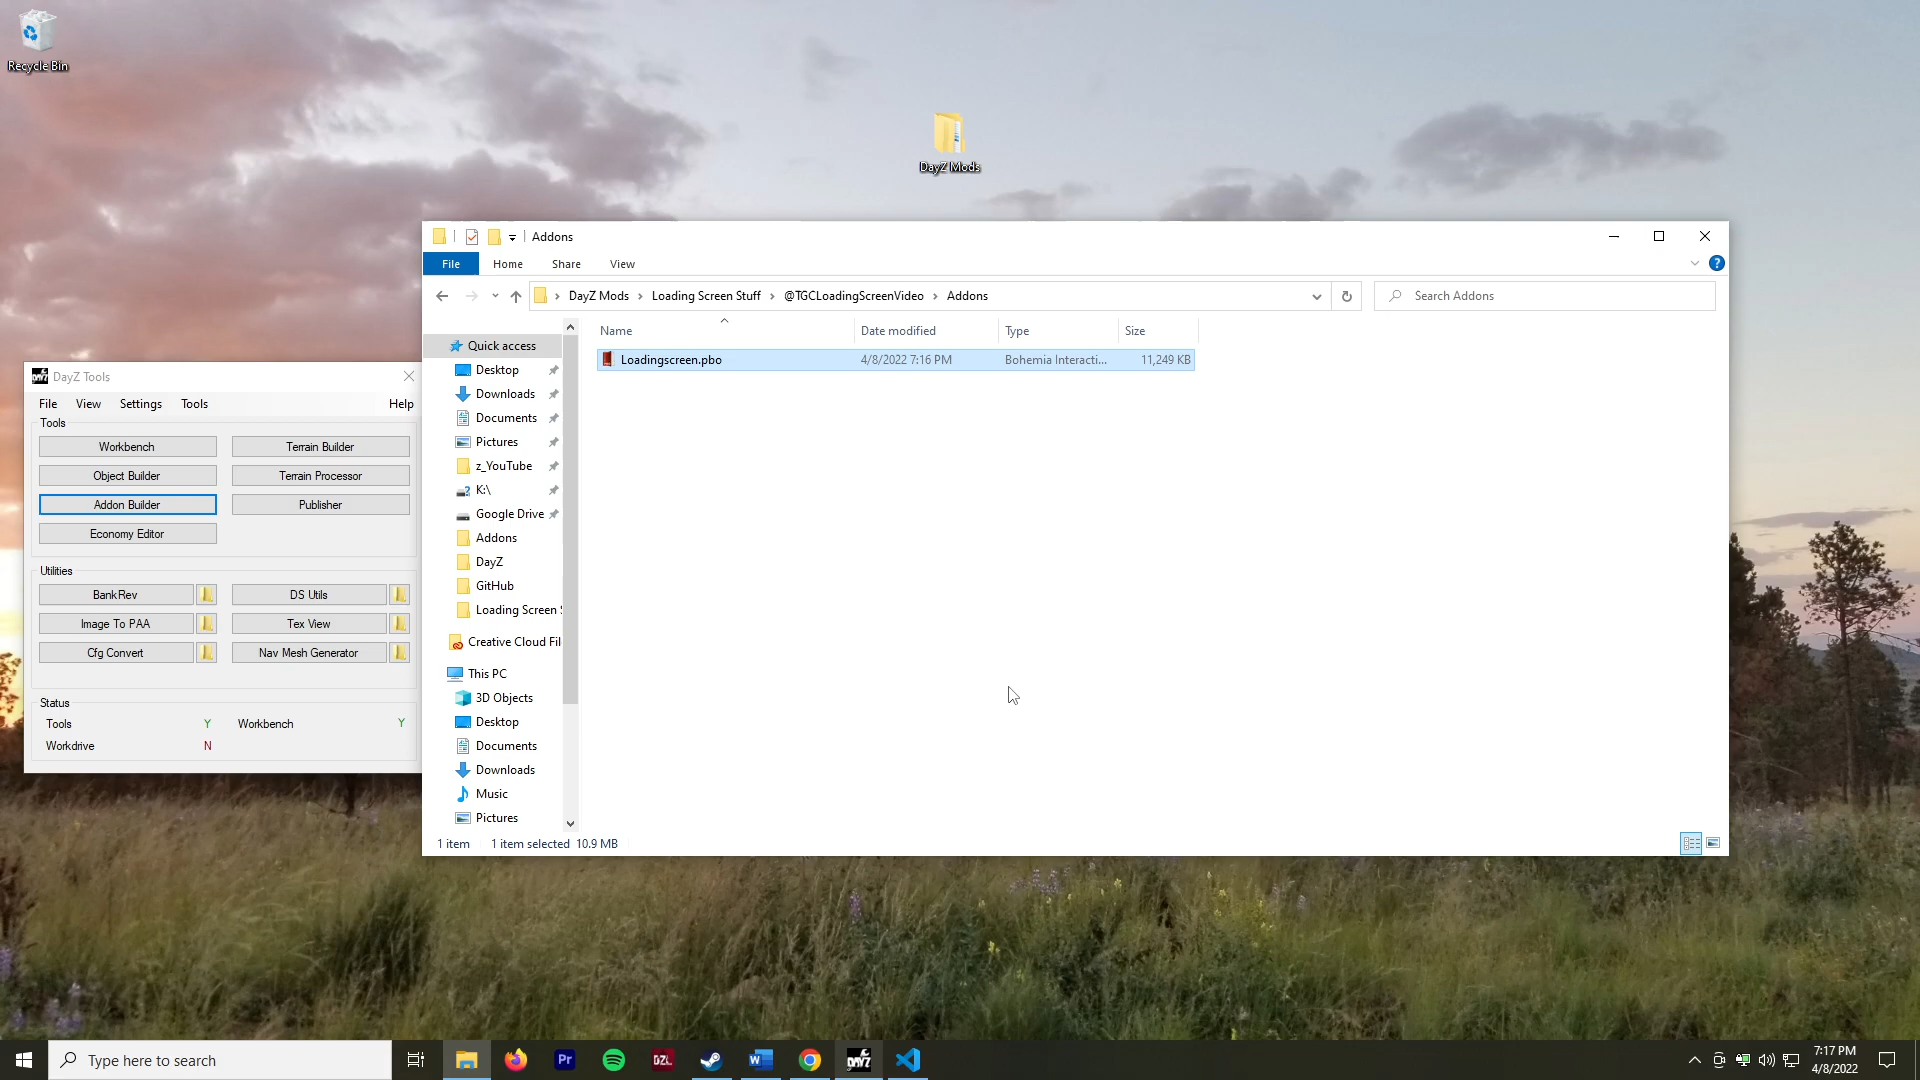 Recycle Bin
DayZ Mods
Addons
File
Home
Share
View
?
DayZ Mods
Loading Screen Stuff
@TGCLoadingScreenVideo
Addons
Search Addons
Name
Date modified
Type
Size
Loadingscreen.pbo
4/8/2022 7:16 PM
Bohemia Interacti...
11,249 KB
Quick access
Desktop
Downloads
Documents
Pictures
z_YouTube
K:\
Google Drive
Addons
DayZ
GitHub
Loading Screen S
Creative Cloud Fil
This PC
3D Objects
Desktop
Documents
Downloads
Music
Pictures
1 item
1 item selected 10.9 MB
DayZ Tools
File
View
Settings
Tools
Help
Tools
Workbench
Terrain Builder
Object Builder
Terrain Processor
Addon Builder
Publisher
Economy Editor
Utilities
BankRev
DS Utils
Image To PAA
Tex View
Cfg Convert
Nav Mesh Generator
Status
Tools
Y
Workbench
Y
Workdrive
N
Type here to search
Pr
DZL
W
DAYZ
7:17 PM
4/8/2022